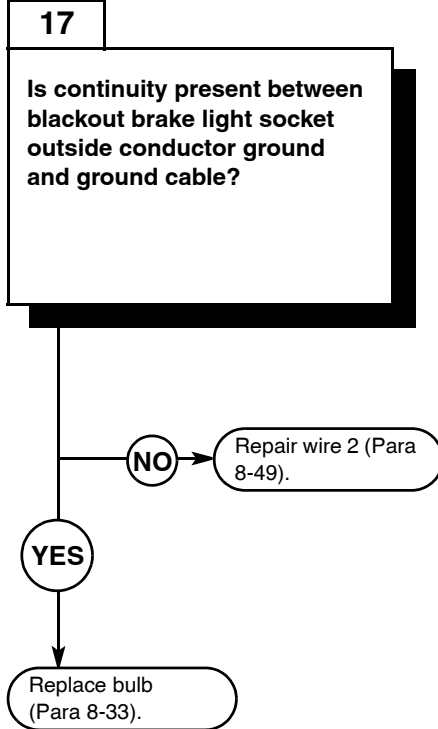 17
Is continuity present between
blackout brake light socket
outside conductor ground
and ground cable?
NO
Repair wire 2 (Para
8-49).
YES
Replace bulb
(Para 8-33).